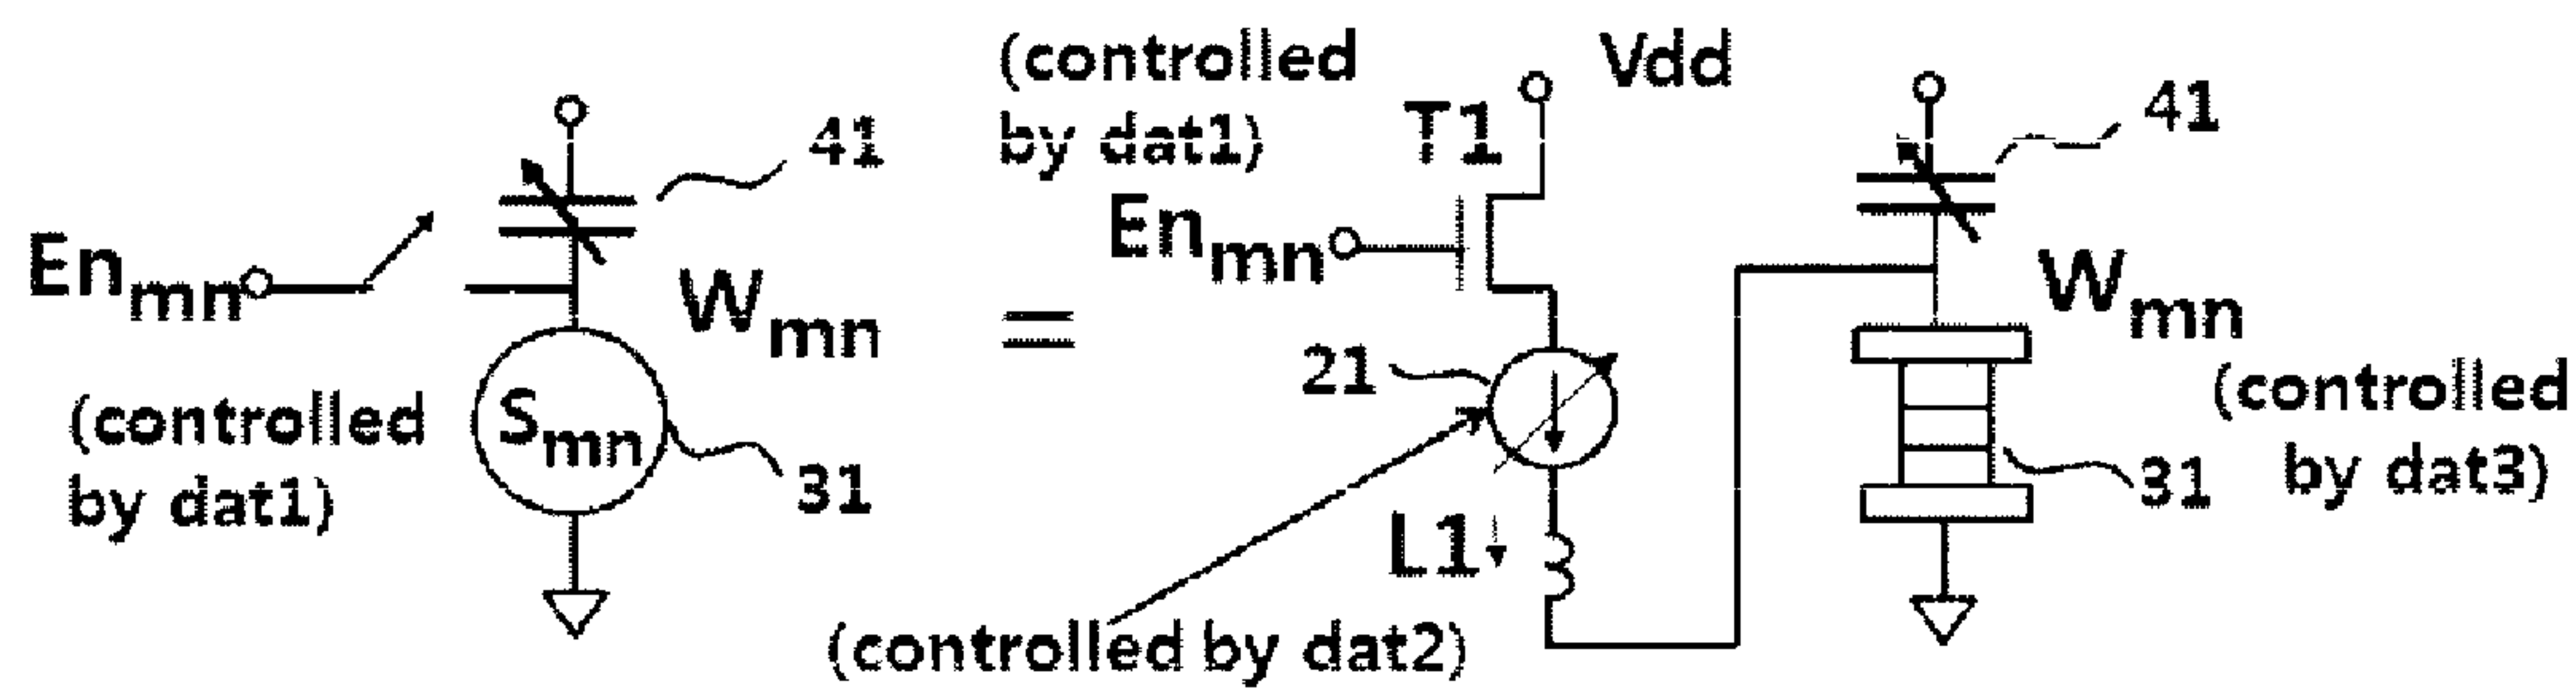 41
En_mn
W_mn
S_mn
31
(controlled
by dat1)
=
(controlled
by dat1)
T1
Vdd
En_mn
21
L1
(controlled by dat2)
41
W_mn
(controlled
by dat3)
31